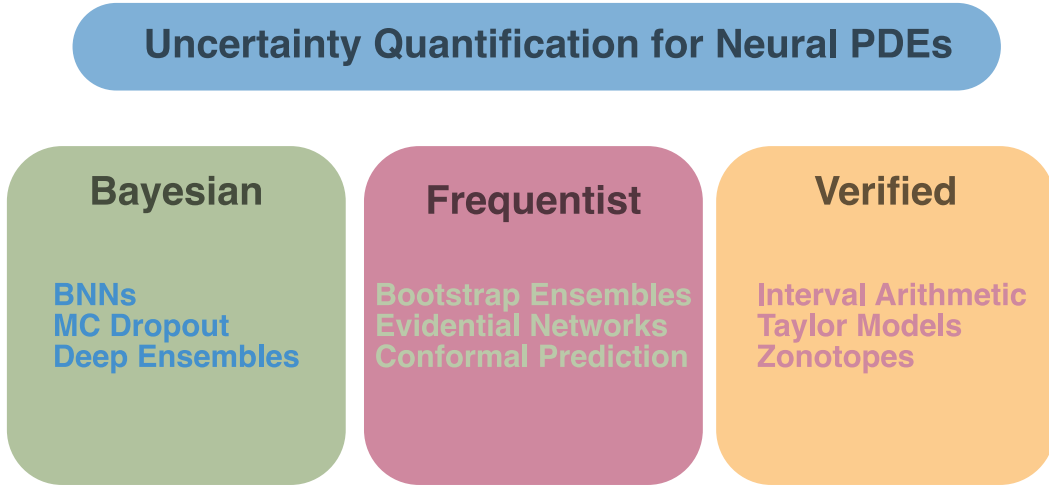 Uncertainty Quantification for Neural PDEs
Bayesian
BNNs
MC Dropout
Deep Ensembles
Frequentist
Bootstrap Ensembles
Evidential Networks
Conformal Prediction
Verified
Interval Arithmetic
Taylor Models
Zonotopes